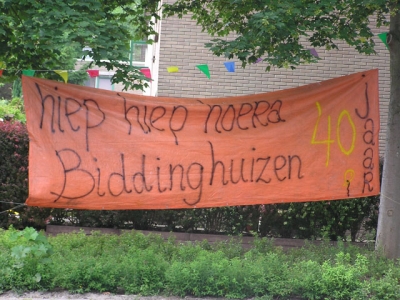 hiep hiep hoera
Biddinghuizen
40
jaar
!